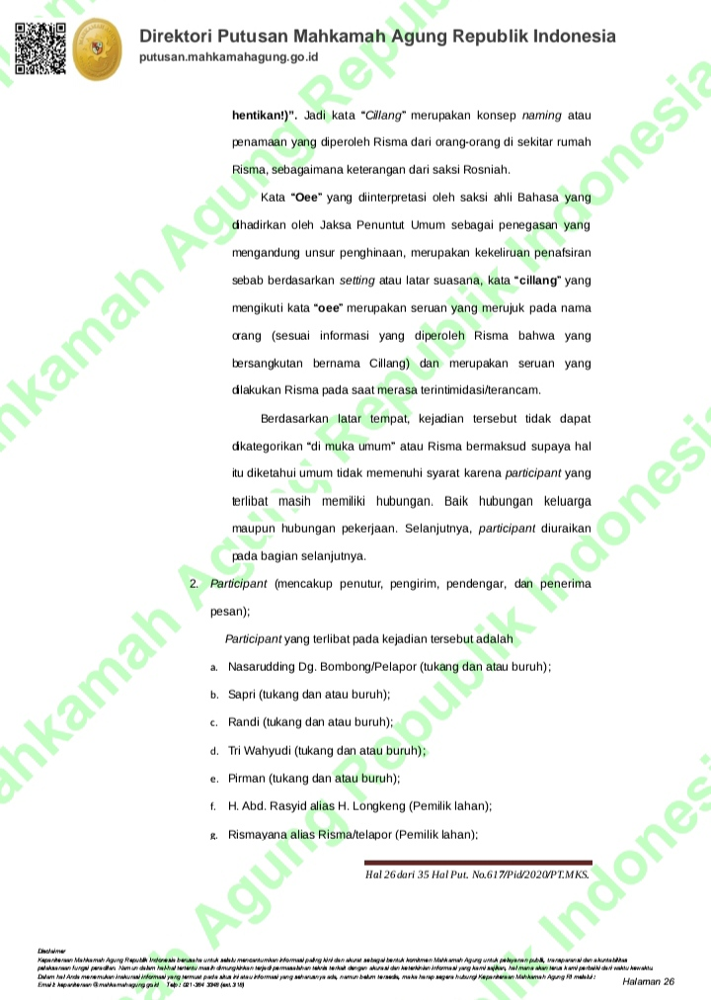 Direktori Putusan Mahkamah Agung Republik Indonesia
putusan.mahkamahagung.go.id
hentikan!)”. Jadi kata “Cillang” merupakan konsep naming atau
penamaan yang diperoleh Risma dari orang-orang di sekitar rumah
Risma, sebagaimana keterangan dari saksi Rosniah.
Kata “Oee” yang diinterpretasi oleh saksi ahli Bahasa yang
dihadirkan oleh Jaksa Penuntut Umum sebagai penegasan yang
mengandung unsur penghinaan, merupakan kekeliruan penafsiran
sebab berdasarkan setting atau latar suasana, kata “cillang” yang
mengikuti kata “oee” merupakan seruan yang merujuk pada nama
orang (sesuai informasi yang diperoleh Risma bahwa yang
bersangkutan bernama Cillang) dan merupakan seruan yang
dilakukan Risma pada saat merasa terintimidasi/terancam.
Berdasarkan latar tempat, kejadian tersebut tidak dapat
dikategorikan “di muka umum” atau Risma bermaksud supaya hal
itu diketahui umum tidak memenuhi syarat karena participant yang
terlibat masih memiliki hubungan. Baik hubungan keluarga
maupun hubungan pekerjaan. Selanjutnya, participant diuraikan
pada bagian selanjutnya.
2. Participant (mencakup penutur, pengirim, pendengar, dan penerima
pesan);
Participant yang terlibat pada kejadian tersebut adalah
a. Nasarudding Dg. Bombong/Pelapor (tukang dan atau buruh);
b. Sapri (tukang dan atau buruh);
c. Randi (tukang dan atau buruh);
d. Tri Wahyudi (tukang dan atau buruh);
e. Pirman (tukang dan atau buruh);
f. H. Abd. Rasyid alias H. Longkeng (Pemilik lahan);
g. Rismayana alias Risma/telapor (Pemilik lahan);
Hal 26 dari 35 Hal Put. No.617/Pid/2020/PT.MKS.
Disclaimer
Kepaniteraan Mahkamah Agung Republik Indonesia berusaha untuk selalu mencantumkan informasi paling kini dan akurat sebagai bentuk komitmen Mahkamah Agung untuk pelayanan publik, transparansi dan akuntabilitas
pelaksanaan fungsi peradilan. Namun dalam hal-hal tertentu masih dimungkinkan terjadi permasalahan teknis terkait dengan akurasi dan keterkinian informasi yang kami sajikan, hal mana akan terus kami perbaiki dari waktu kewaktu.
Dalam hal Anda menemukan inakurasi informasi yang termuat pada situs ini atau informasi yang seharusnya ada, namun belum tersedia, maka harap segera hubungi Kepaniteraan Mahkamah Agung RI melalui :
Email : kepaniteraan@mahkamahagung.go.id Telp : 021-384 3348 (ext.318)
Halaman 26